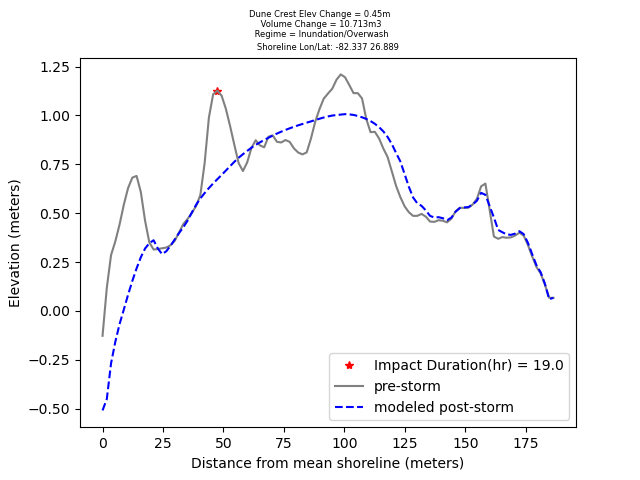 Dune Crest Elev Change = 0.45m
Volume Change = 10.713m3
Regime = Inundation/Overwash
Shoreline Lon/Lat: -82.337 26.889
1.25
1.00
0.75
0.50
0.25
0.00
−0.25
−0.50
Elevation (meters)
Impact Duration(hr) = 19.0
pre-storm
modeled post-storm
0 25 50 75 100 125 150 175
Distance from mean shoreline (meters)